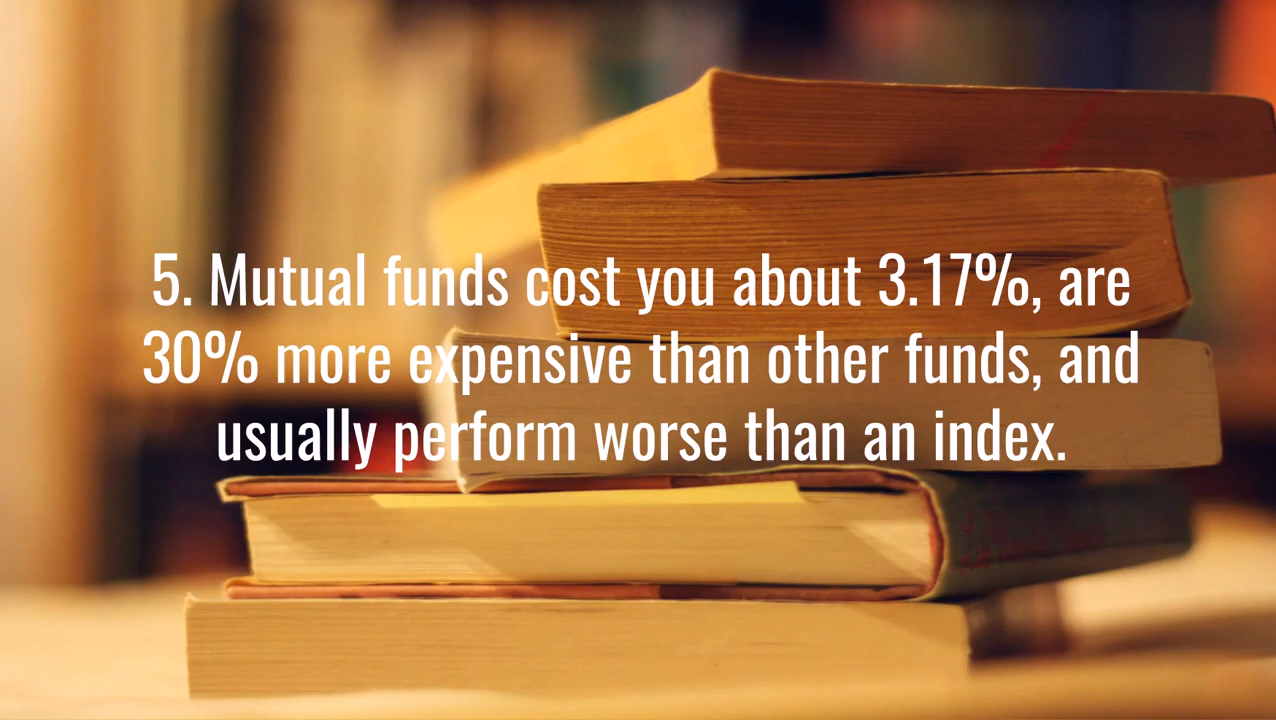 5. Mutual funds cost you about 3.17%, are
30% more expensive than other funds, and
usually perform worse than an index.